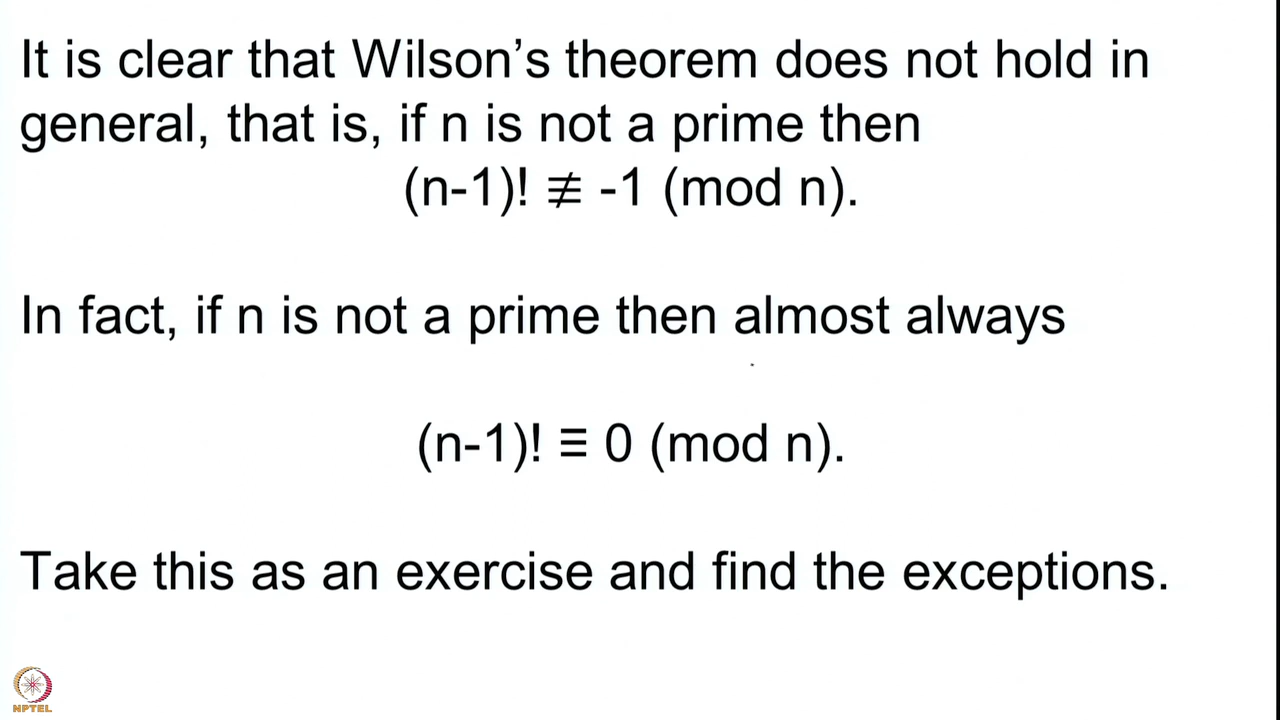 It is clear that Wilson’s theorem does not hold in
general, that is, if n is not a prime then
(n-1)! ≢ -1 (mod n).
In fact, if n is not a prime then almost always
(n-1)! ≡ 0 (mod n).
Take this as an exercise and find the exceptions.
NPTEL